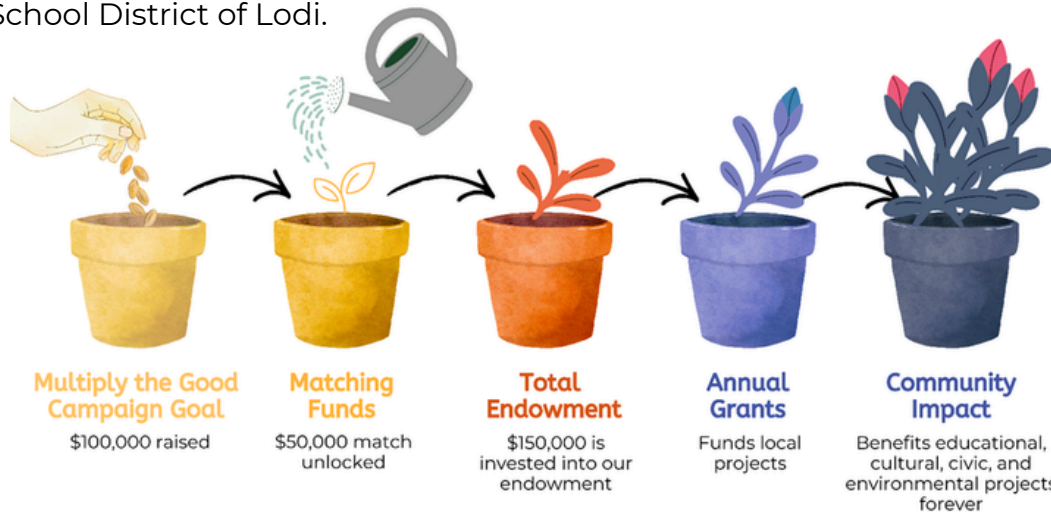 School District of Lodi.
Multiply the Good
Campaign Goal
$100,000 raised
Matching
Funds
$50,000 match
unlocked
Total
Endowment
$150,000 is
invested into our
endowment
Annual
Grants
Funds local
projects
Community
Impact
Benefits educational,
cultural, civic, and
environmental projects
forever